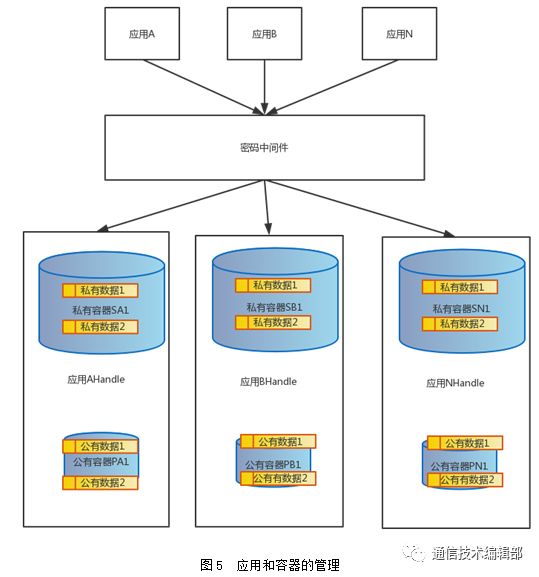 应用A
应用B
应用N
密码中间件
私有数据1
私有容器SA1
私有数据2
应用AHandle
公有数据1
公有容器PA1
公有数据2
私有数据1
私有容器SB1
私有数据2
应用BHandle
公有数据1
公有容器PB1
公有有数据2
私有数据1
私有容器SN1
私有数据2
应用NHandle
公有数据1
公有容器PN1
公有有数据2
图5 应用和容器的管理
通信技术编辑部